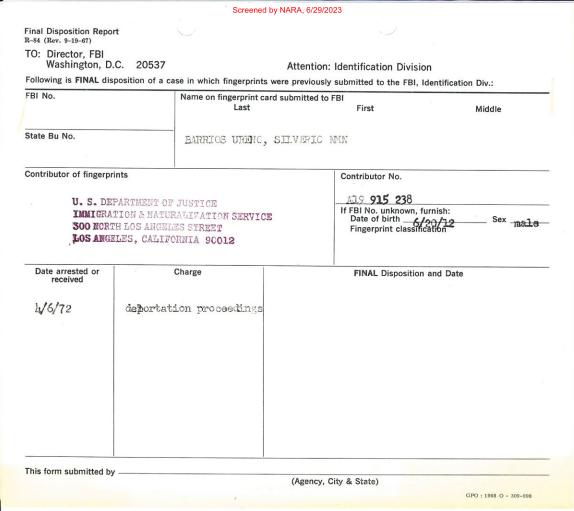 Screened by NARA, 6/29/2023
Final Disposition Report
R-84 (Rev. 9-19-67)
TO: Director, FBI
Washington, D.C. 20537
Attention: Identification Division
Following is FINAL disposition of a case in which fingerprints were previously submitted to the FBI, Identification Div.:
FBI No.
Name on fingerprint card submitted to FBI
Last First Middle
State Bu No.
BARRIOS URENO, SILVERIO NMN
Contributor of fingerprints
Contributor No.
U. S. DEPARTMENT OF JUSTICE
IMMIGRATION & NATURALIZATION SERVICE
300 NORTH LOS ANGELES STREET
LOS ANGELES, CALIFORNIA 90012
A19 915 238
If FBI No. unknown, furnish:
Date of birth 6/20/12 Sex male
Fingerprint classification
Date arrested or received
Charge
FINAL Disposition and Date
4/6/72
deportation proceedings
This form submitted by
(Agency, City & State)
GPO : 1968 O - 309-098